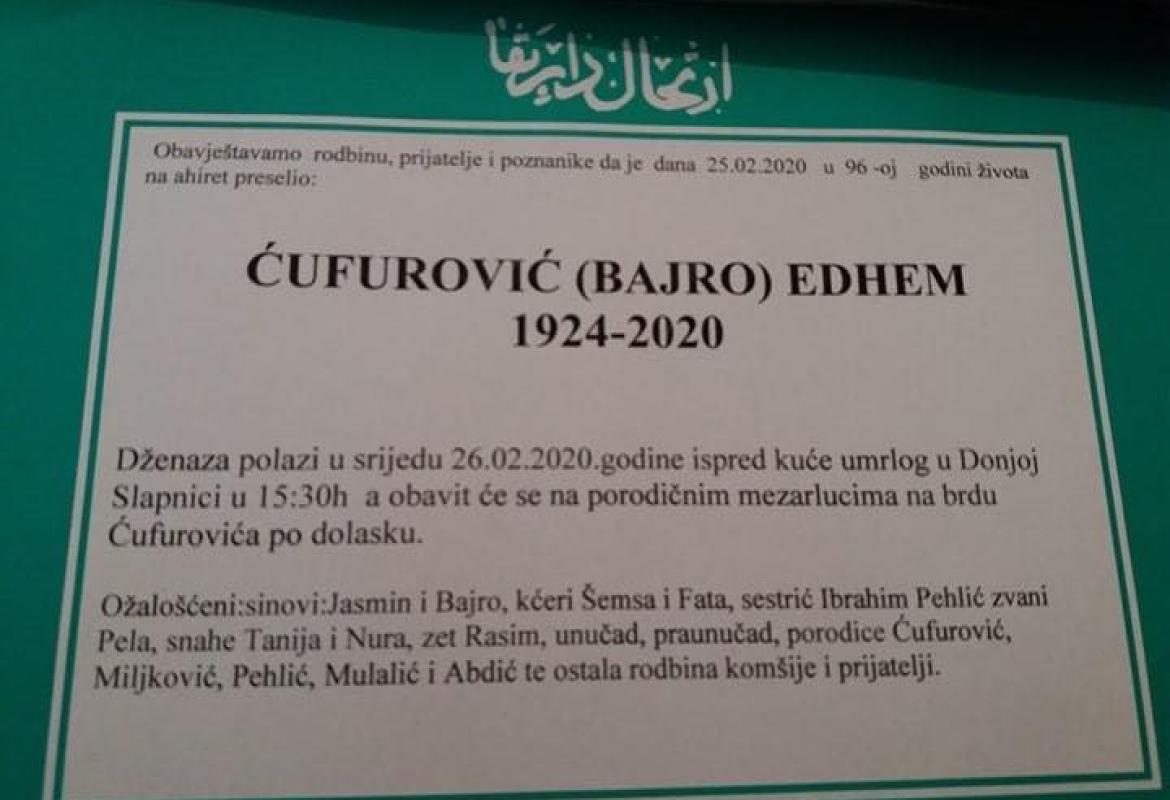 ارتحال دار بقا
Obavještavamo rodbinu, prijatelje i poznanike da je dana 25.02.2020 u 96 -oj godini života
na ahiret preselio:
ĆUFUROVIĆ (BAJRO) EDHEM
1924-2020
Dženaza polazi u srijedu 26.02.2020.godine ispred kuće umrlog u Donjoj
Slapnici u 15:30h a obavit će se na porodičnim mezarlucima na brdu
Ćufurovića po dolasku.
Ožalošćeni:sinovi:Jasmin i Bajro, kćeri Šemsa i Fata, sestrić Ibrahim Pehlić zvani
Pela, snahe Tanija i Nura, zet Rasim, unučad, praunučad, porodice Ćufurović,
Miljković, Pehlić, Mulalić i Abdić te ostala rodbina komšije i prijatelji.